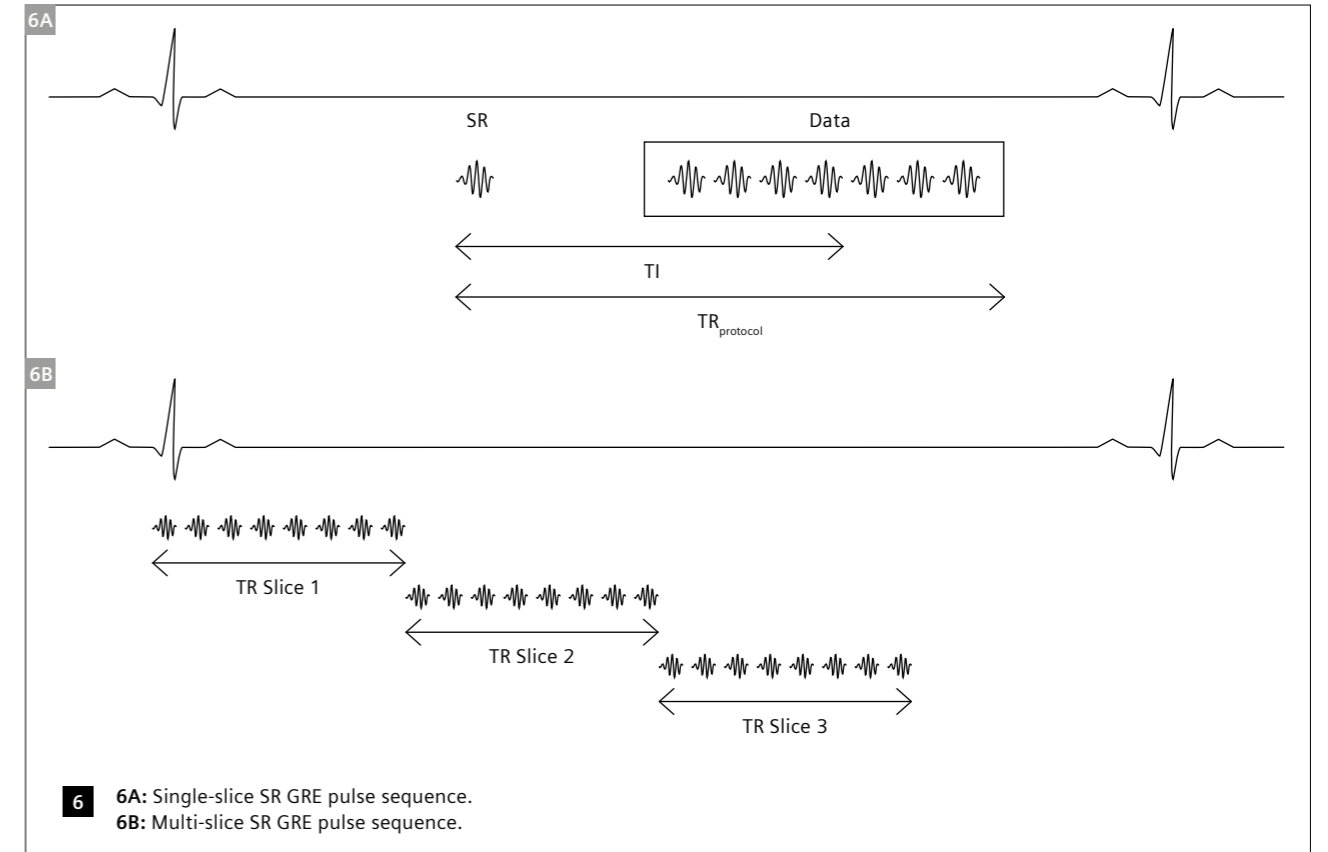 6A
SR Data
TI
TRprotocol
6B
TR Slice 1
TR Slice 2
TR Slice 3
6 6A: Single-slice SR GRE pulse sequence.
6B: Multi-slice SR GRE pulse sequence.